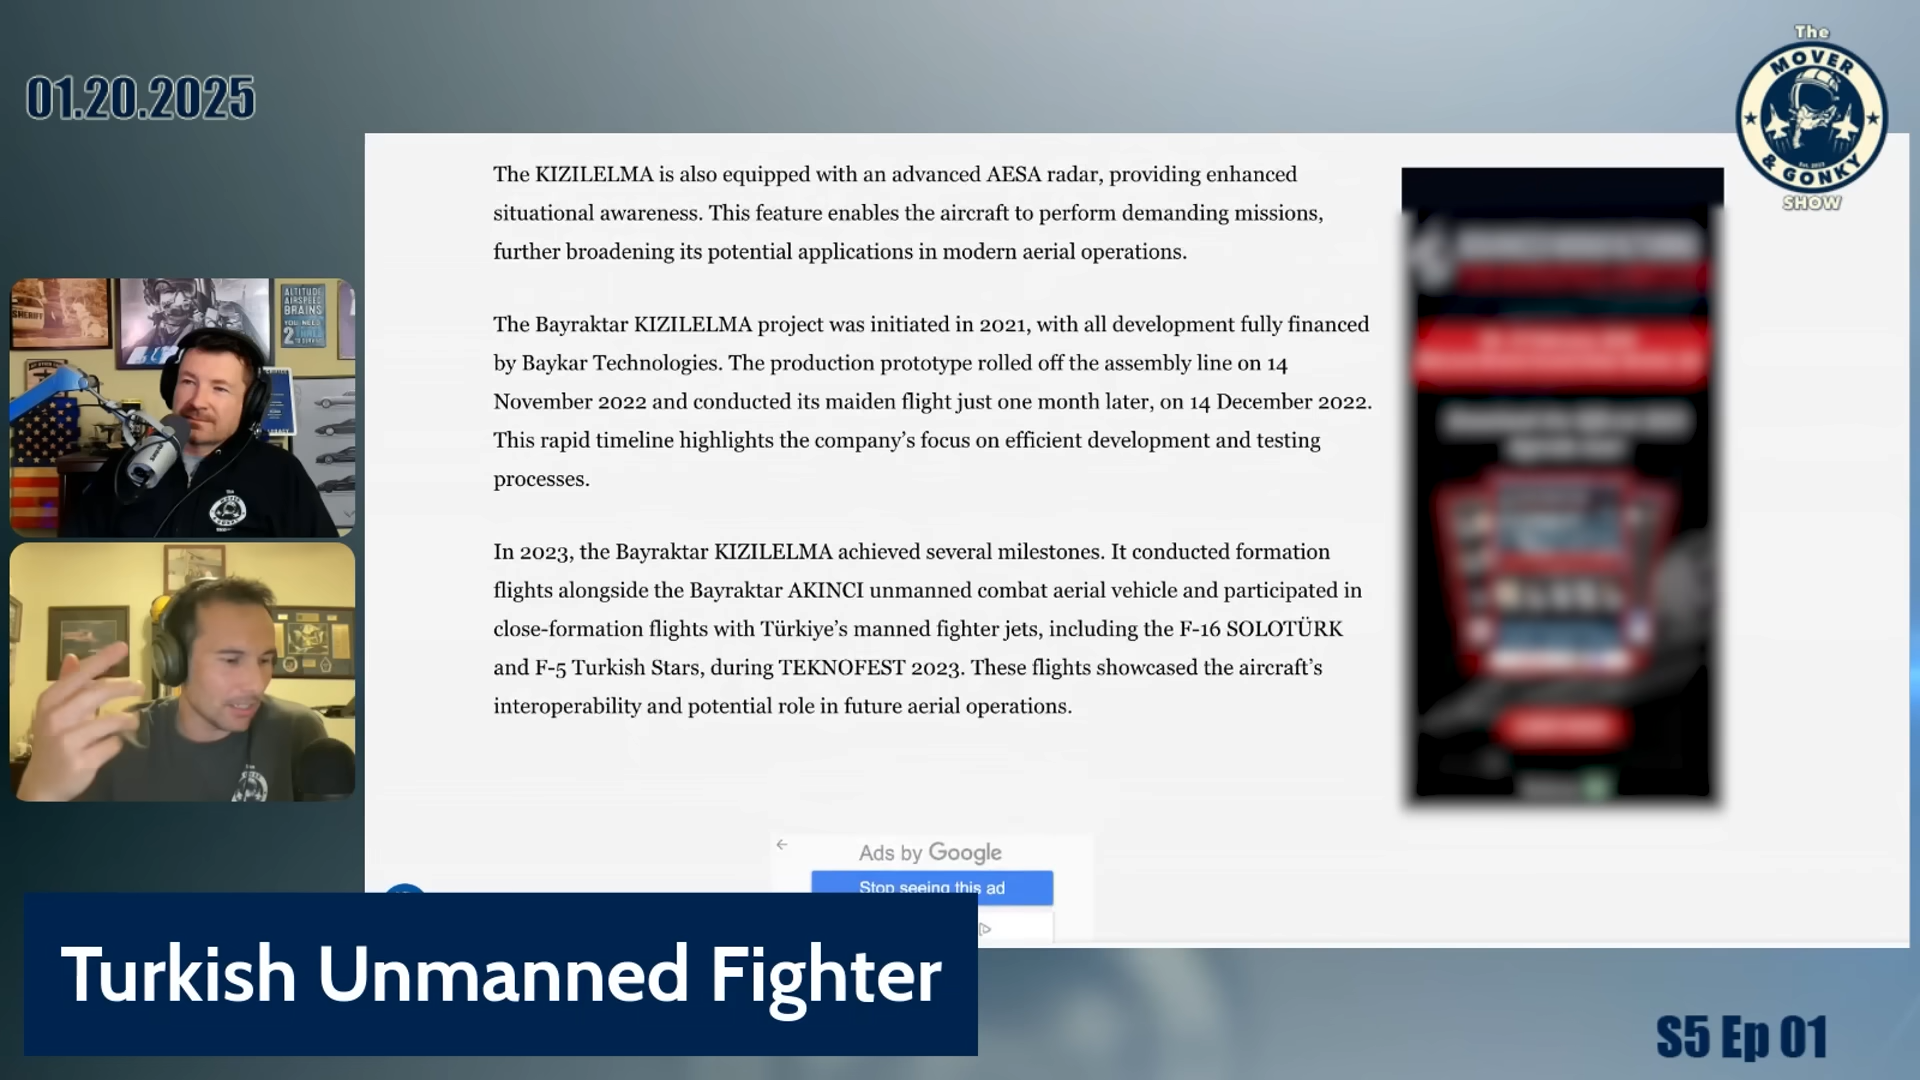 01.20.2025
The
MOVER
& GONKY
SHOW
The KIZILELMA is also equipped with an advanced AESA radar, providing enhanced
situational awareness. This feature enables the aircraft to perform demanding missions,
further broadening its potential applications in modern aerial operations.
The Bayraktar KIZILELMA project was initiated in 2021, with all development fully financed
by Baykar Technologies. The production prototype rolled off the assembly line on 14
November 2022 and conducted its maiden flight just one month later, on 14 December 2022.
This rapid timeline highlights the company’s focus on efficient development and testing
processes.
In 2023, the Bayraktar KIZILELMA achieved several milestones. It conducted formation
flights alongside the Bayraktar AKINCI unmanned combat aerial vehicle and participated in
close-formation flights with Türkiye’s manned fighter jets, including the F-16 SOLOTÜRK
and F-5 Turkish Stars, during TEKNOFEST 2023. These flights showcased the aircraft’s
interoperability and potential role in future aerial operations.
SHERIFF
ALTITUDE
AIRSPEED
BRAINS
YOU NEED
2
Ads by Google
Stop seeing this ad
Turkish Unmanned Fighter
S5 Ep 01